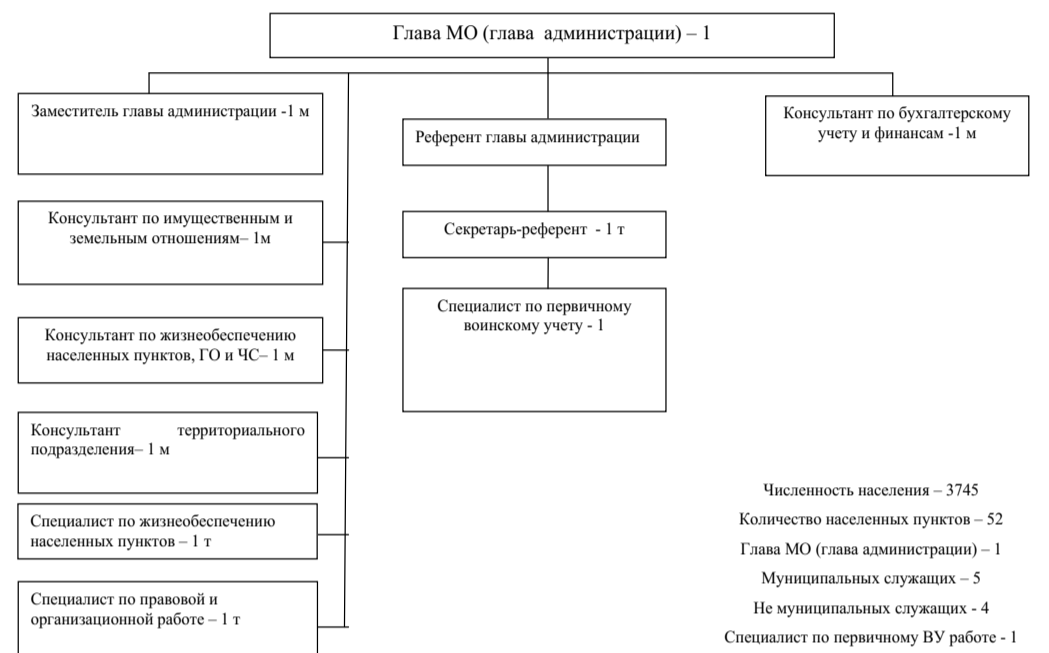 Глава МО (глава администрации) – 1
Заместитель главы администрации -1 м
Консультант по имущественным и
земельным отношениям– 1м
Консультант по жизнеобеспечению
населенных пунктов, ГО и ЧС– 1 м
Консультант территориального
подразделения– 1 м
Специалист по жизнеобеспечению
населенных пунктов – 1 т
Специалист по правовой и
организационной работе – 1 т
Референт главы администрации
Секретарь-референт - 1 т
Специалист по первичному
воинскому учету - 1
Консультант по бухгалтерскому
учету и финансам -1 м
Численность населения – 3745
Количество населенных пунктов – 52
Глава МО (глава администрации) – 1
Муниципальных служащих – 5
Не муниципальных служащих - 4
Специалист по первичному ВУ работе - 1